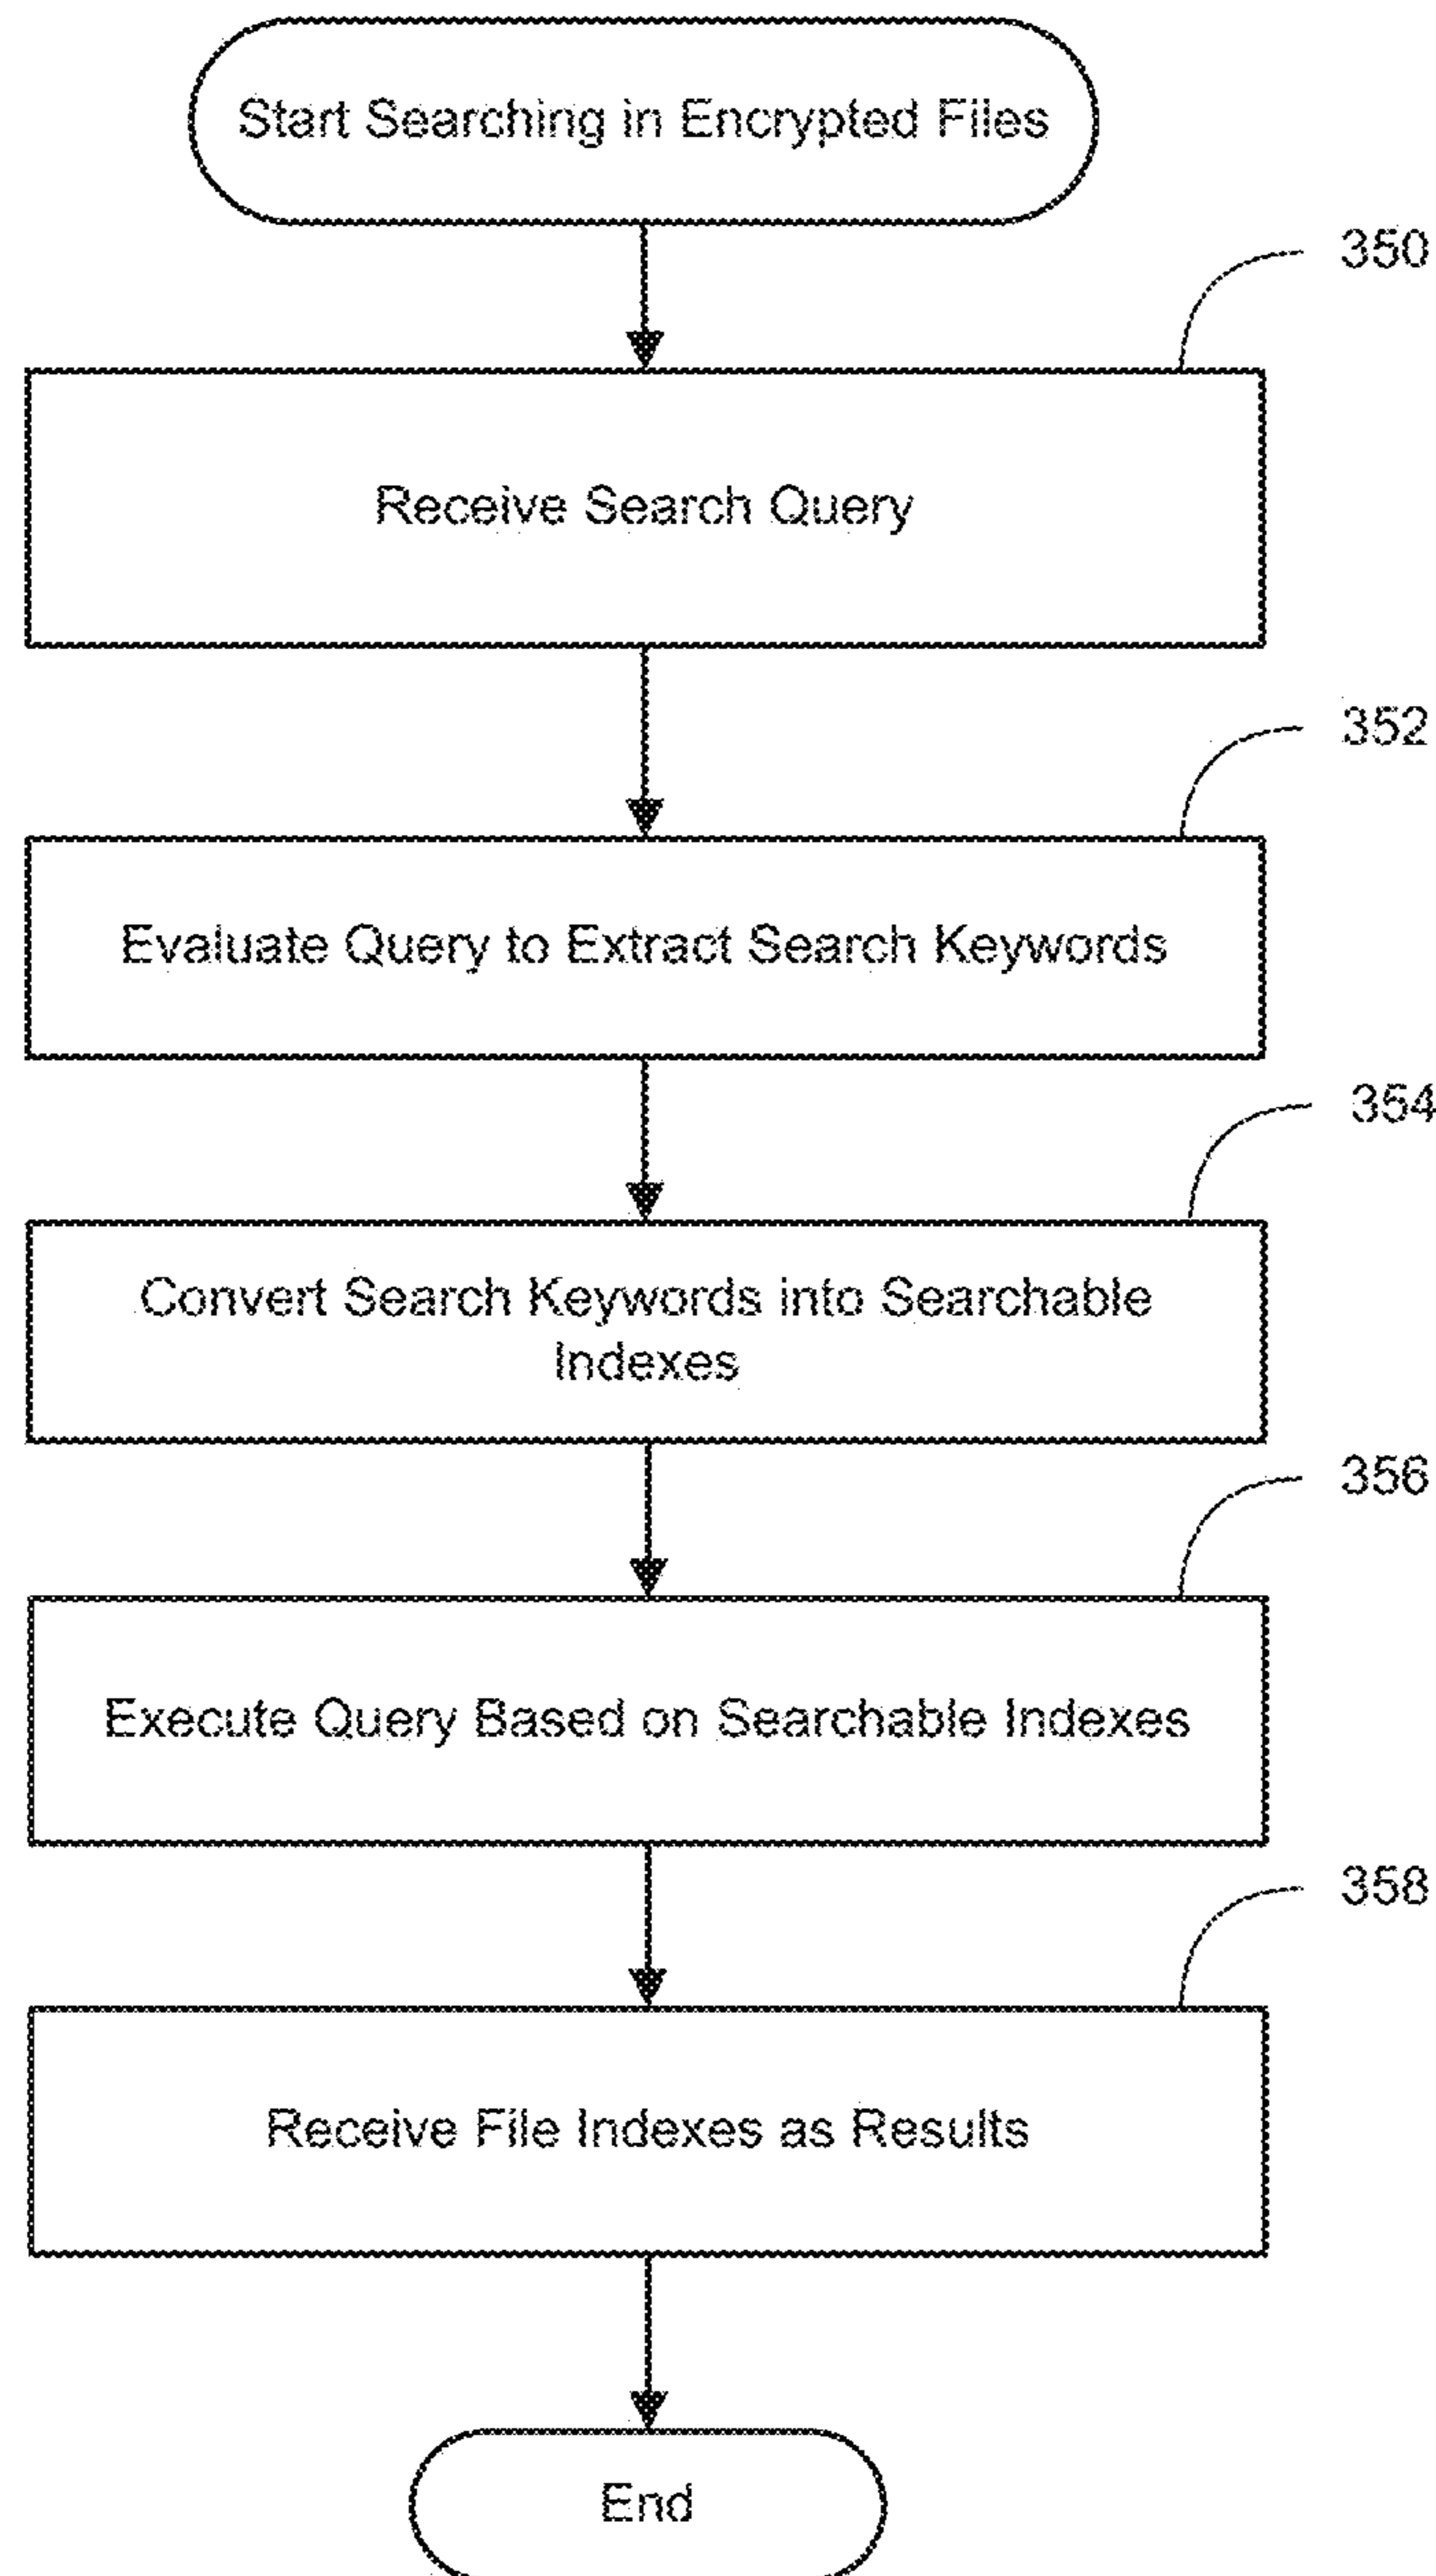 Start Searching in Encrypted Files
350
Receive Search Query
352
Evaluate Query to Extract Search Keywords
354
Convert Search Keywords into Searchable
Indexes
356
Execute Query Based on Searchable Indexes
358
Receive File Indexes as Results
End